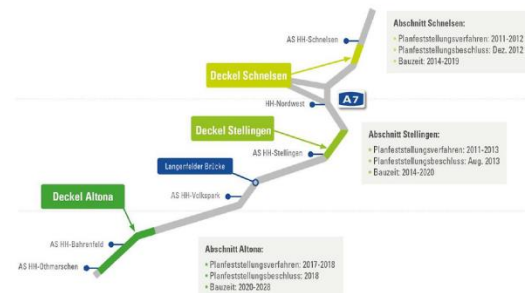 Abschnitt Schnelsen:
• Planfeststellungsverfahren: 2011-2012
• Planfeststellungsbeschluss: Dez. 2012
• Bauzeit: 2014-2019
AS HH-Schnelsen
Deckel Schnelsen
A7
HH-Nordwest
Deckel Stellingen
Abschnitt Stellingen:
• Planfeststellungsverfahren: 2011-2013
• Planfeststellungsbeschluss: Aug. 2013
• Bauzeit: 2014-2020
AS HH-Stellingen
Langenfelder Brücke
AS HH-Volkspark
Deckel Altona
AS HH-Bahrenfeld
AS HH-Othmarschen
Abschnitt Altona:
• Planfeststellungsverfahren: 2017-2018
• Planfeststellungsbeschluss: 2018
• Bauzeit: 2020-2028